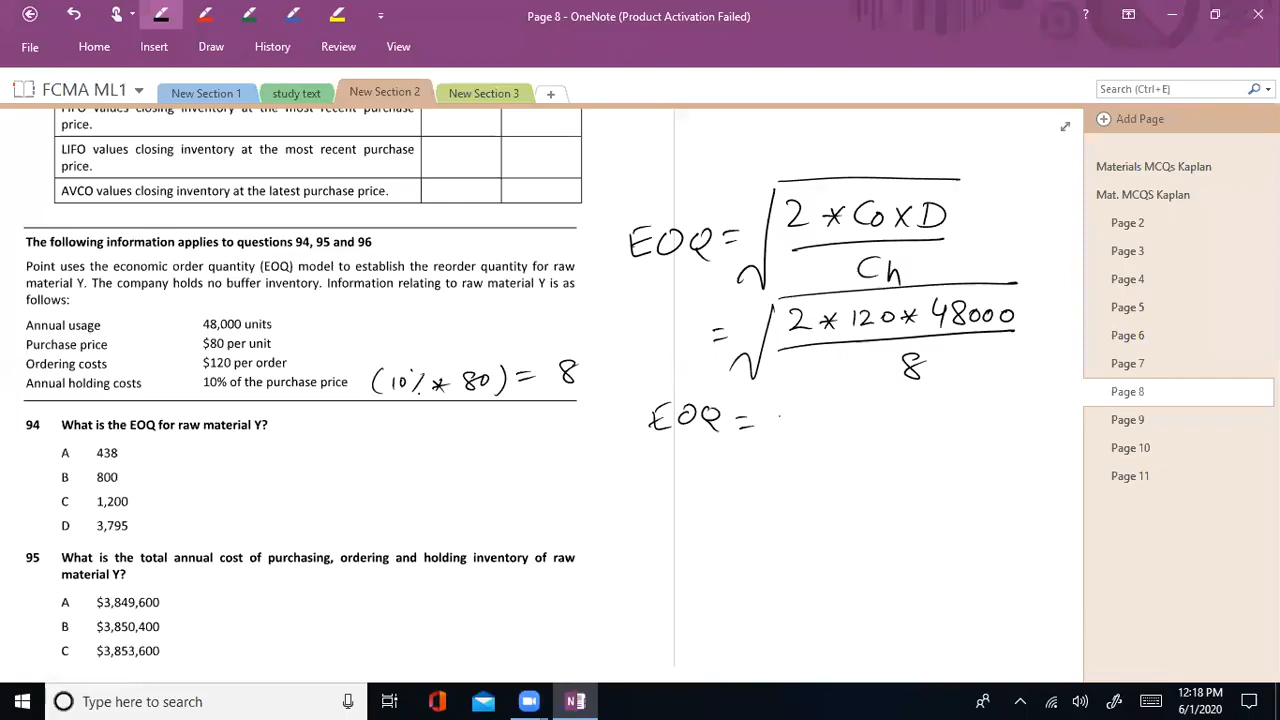 Page 8 - OneNote (Product Activation Failed)
?
File Home Insert Draw History Review View
FCMA ML1 New Section 1 study text New Section 2 New Section 3
Search (Ctrl+E)
FIFO values closing inventory at the most recent purchase
price.
LIFO values closing inventory at the most recent purchase
price.
AVCO values closing inventory at the latest purchase price.
The following information applies to questions 94, 95 and 96
Point uses the economic order quantity (EOQ) model to establish the reorder quantity for raw
material Y. The company holds no buffer inventory. Information relating to raw material Y is as
follows:
Annual usage 48,000 units
Purchase price $80 per unit
Ordering costs $120 per order
Annual holding costs 10% of the purchase price (10% * 80) = 8
94 What is the EOQ for raw material Y?
A 438
B 800
C 1,200
D 3,795
95 What is the total annual cost of purchasing, ordering and holding inventory of raw
material Y?
A $3,849,600
B $3,850,400
C $3,853,600
EOQ = √ 2 * Co X D
Ch
= √ 2 * 120 * 48000
8
EOQ =
Add Page
Materials MCQs Kaplan
Mat. MCQS Kaplan
Page 2
Page 3
Page 4
Page 5
Page 6
Page 7
Page 8
Page 9
Page 10
Page 11
Type here to search
12:18 PM
6/1/2020